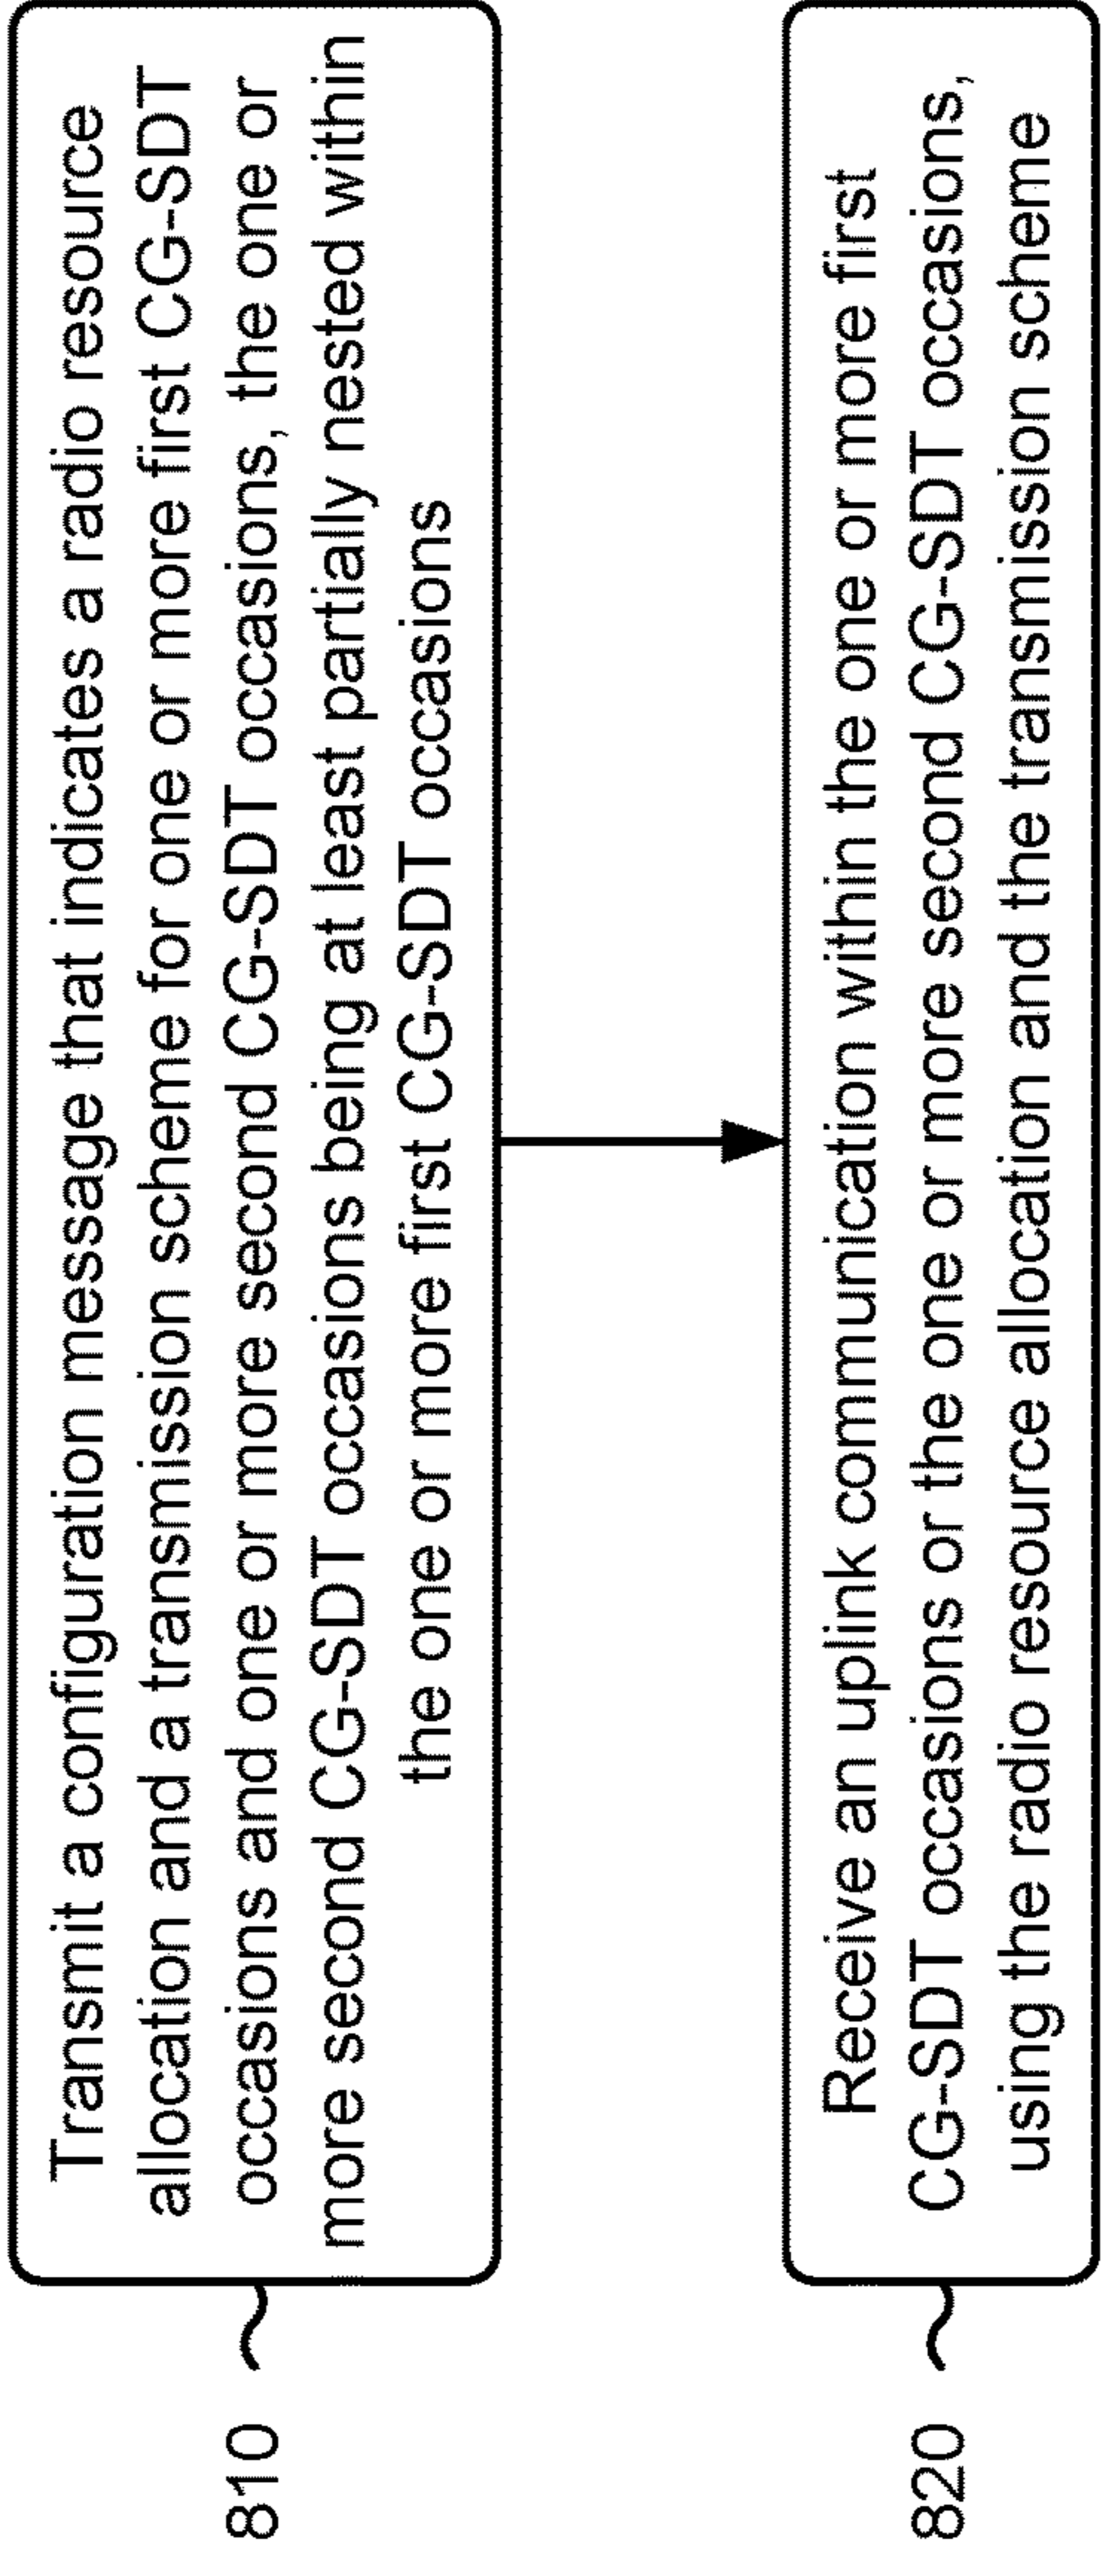 810
Transmit a configuration message that indicates a radio resource
allocation and a transmission scheme for one or more first CG-SDT
occasions and one or more second CG-SDT occasions, the one or
more second CG-SDT occasions being at least partially nested within
the one or more first CG-SDT occasions
820
Receive an uplink communication within the one or more first
CG-SDT occasions or the one or more second CG-SDT occasions,
using the radio resource allocation and the transmission scheme